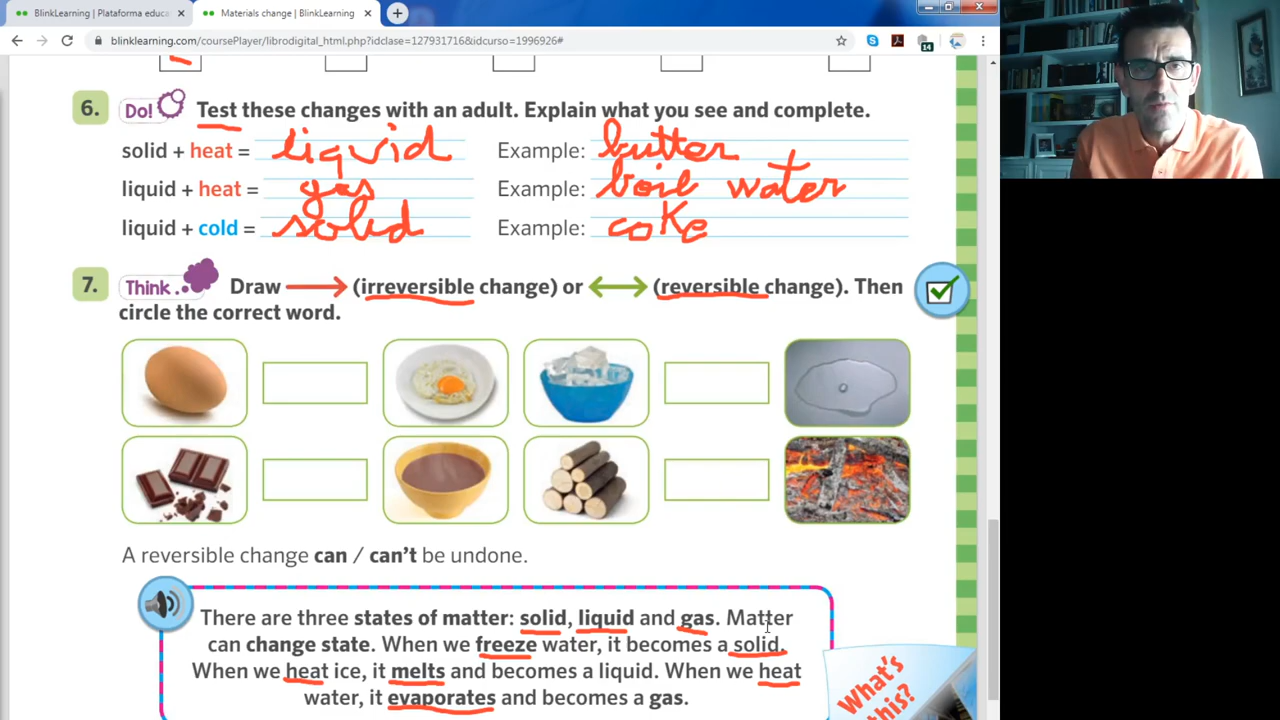 BlinkLearning | Plataforma educa
Materials change | BlinkLearning
blinklearning.com/coursePlayer/librodigital_html.php?idclase=127931716&idcurso=1996926#
14
6. Do! Test these changes with an adult. Explain what you see and complete.
solid + heat = liquid Example: butter
liquid + heat = gas Example: boil water
liquid + cold = solid Example: coke
7. Think. Draw (irreversible change) or (reversible change). Then
circle the correct word.
A reversible change can / can't be undone.
There are three states of matter: solid, liquid and gas. Matter
can change state. When we freeze water, it becomes a solid.
When we heat ice, it melts and becomes a liquid. When we heat
water, it evaporates and becomes a gas.
What's
this?